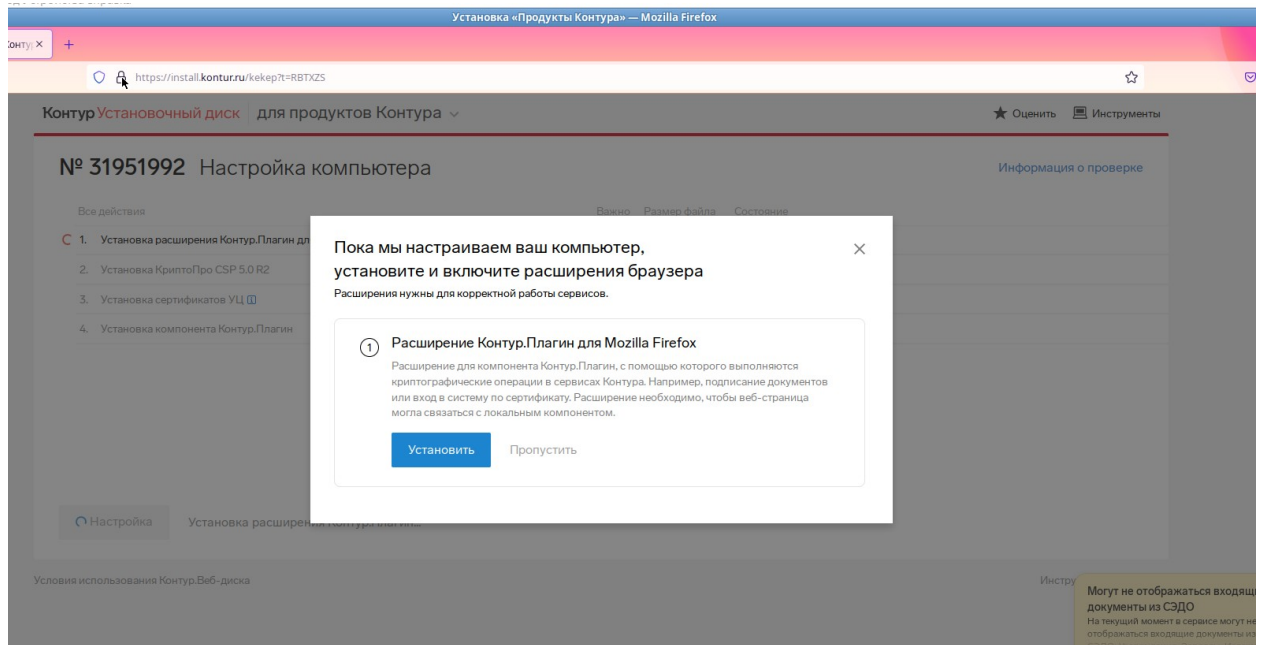 Установка «Продукты Контура» — Mozilla Firefox
https://install.kontur.ru/kekep?t=RBTXZS
Контур Установочный диск для продуктов Контура
Оценить Инструменты
№ 31951992 Настройка компьютера
Информация о проверке
Все действия Важно Размер файла Состояние
1. Установка расширения Контур.Плагин дл
2. Установка КриптоПро CSP 5.0 R2
3. Установка сертификатов УЦ
4. Установка компонента Контур.Плагин
Пока мы настраиваем ваш компьютер,
установите и включите расширения браузера
Расширения нужны для корректной работы сервисов.
1 Расширение Контур.Плагин для Mozilla Firefox
Расширение для компонента Контур.Плагин, с помощью которого выполняются
криптографические операции в сервисах Контура. Например, подписание документов
или вход в систему по сертификату. Расширение необходимо, чтобы веб-страница
могла связаться с локальным компонентом.
Установить Пропустить
Настройка Установка расширен
Условия использования Контур.Веб-диска
Инстру
Могут не отображаться входящ
документы из СЭДО
На текущий момент в сервисе могут не
отображаться входящие документы из